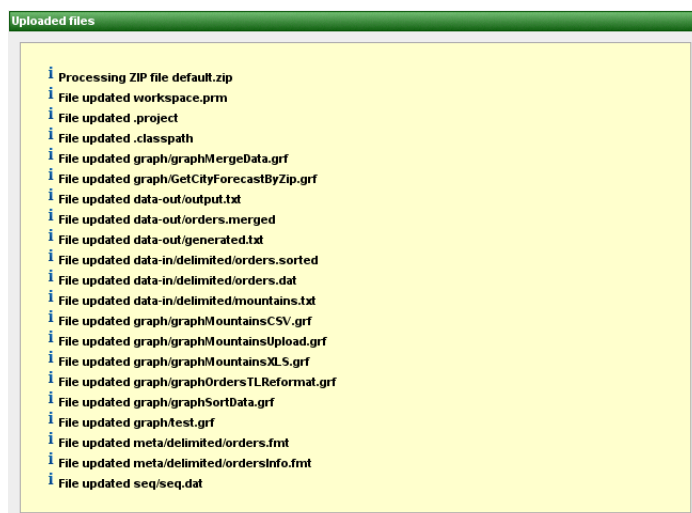 Uploaded files
i Processing ZIP file default.zip
i File updated workspace.prm
i File updated .project
i File updated .classpath
i File updated graph/graphMergeData.grf
i File updated graph/GetCityForecastByZip.grf
i File updated data-out/output.txt
i File updated data-out/orders.merged
i File updated data-out/generated.txt
i File updated data-in/delimited/orders.sorted
i File updated data-in/delimited/orders.dat
i File updated data-in/delimited/mountains.txt
i File updated graph/graphMountainsCSV.grf
i File updated graph/graphMountainsUpload.grf
i File updated graph/graphMountainsXLS.grf
i File updated graph/graphOrdersTLReformat.grf
i File updated graph/graphSortData.grf
i File updated graph/test.grf
i File updated meta/delimited/orders.fmt
i File updated meta/delimited/ordersInfo.fmt
i File updated seq/seq.dat